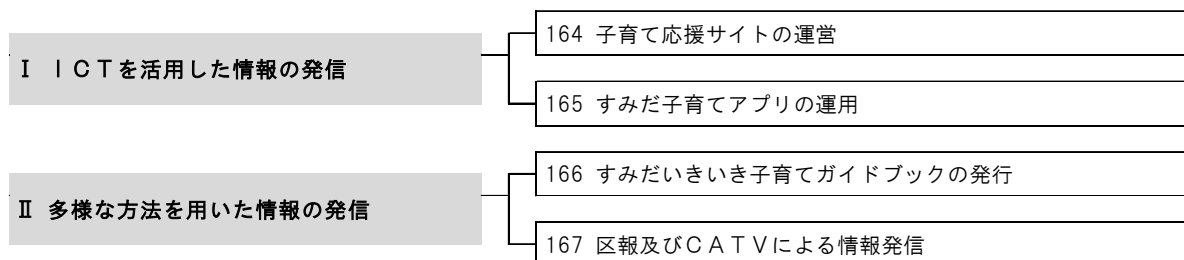 164 子育て応援サイトの運営
Ⅰ ＩＣＴを活用した情報の発信
165 すみだ子育てアプリの運用
166 すみだいきいき子育てガイドブックの発行
Ⅱ 多様な方法を用いた情報の発信
167 区報及びＣＡＴＶによる情報発信